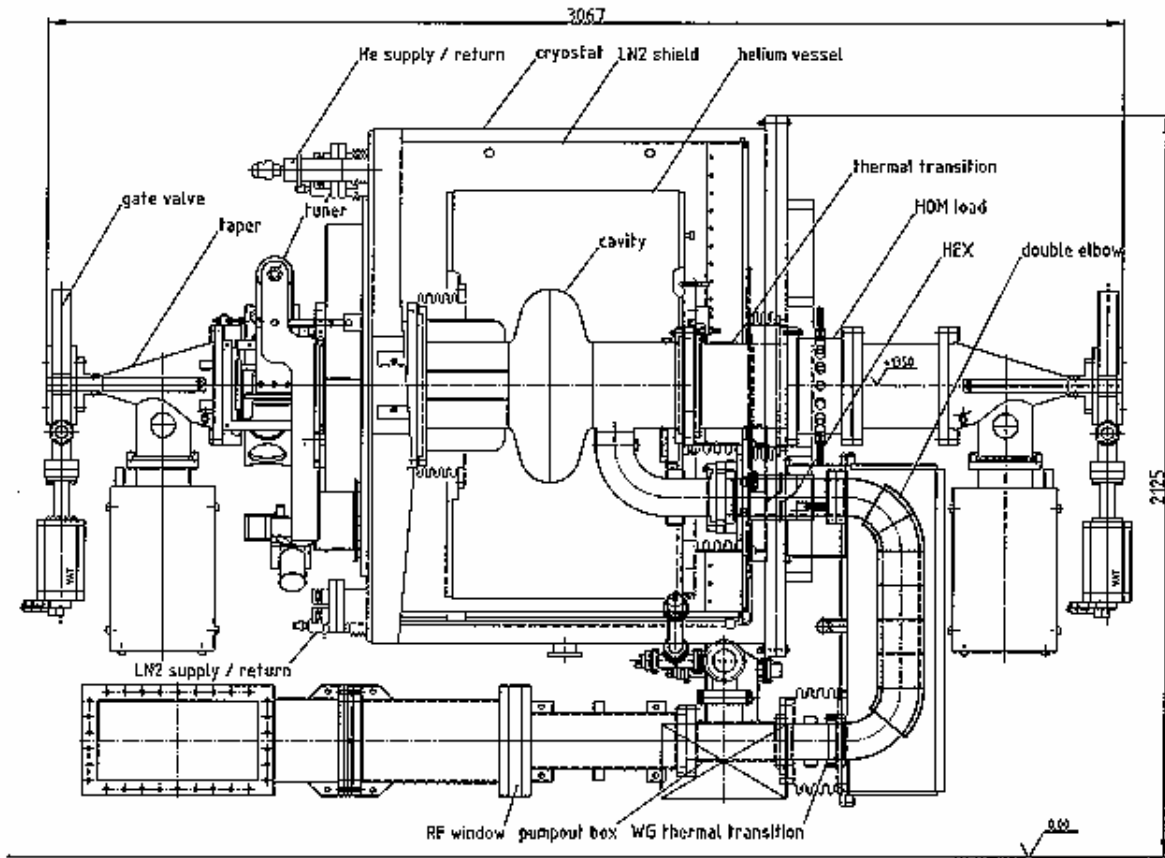 3067
He supply / return
cryostat
LN2 shield
helium vessel
thermal transition
gate valve
tuner
HOM load
taper
cavity
HEX
double elbow
+1350
2125
VAT
VAT
LN2 supply / return
RF window
pumpout box
WG thermal transition
0.00